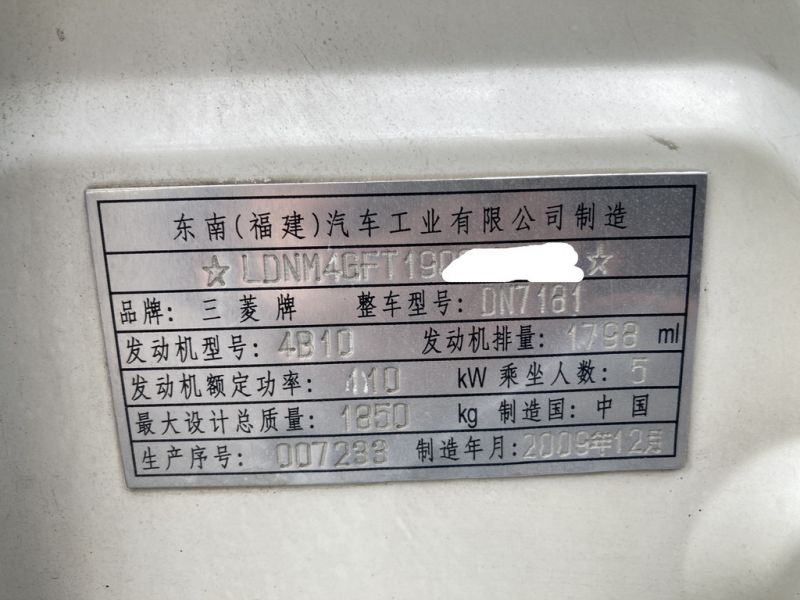 东南(福建)汽车工业有限公司制造
☆LDNM4GFT190 ☆
品牌: 三菱牌 整车型号: DN7181
发动机型号: 4B10 发动机排量: 1798 ml
发动机额定功率: 110 kW 乘坐人数: 5
最大设计总质量: 1850 kg 制造国: 中国
生产序号: 007233 制造年月: 2009年12月